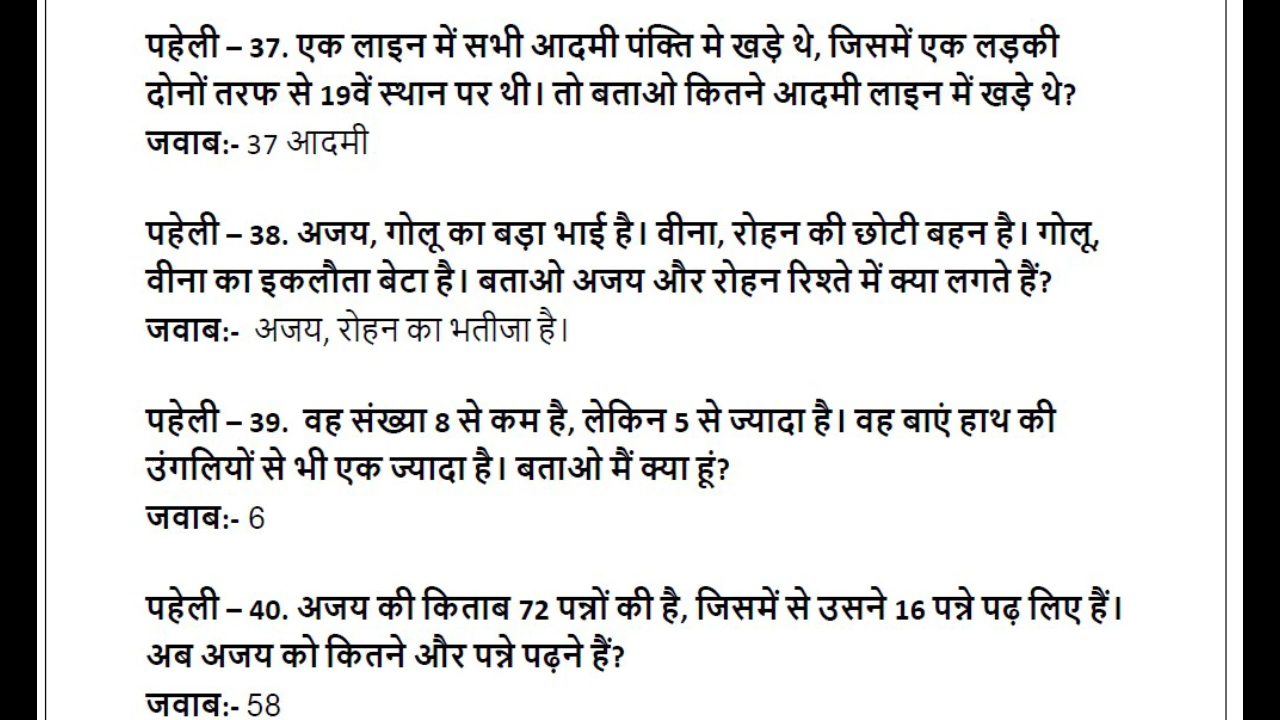 पहेली – 37. एक लाइन में सभी आदमी पंक्ति मे खड़े थे, जिसमें एक लड़की
दोनों तरफ से 19वें स्थान पर थी। तो बताओ कितने आदमी लाइन में खड़े थे?
जवाब:- 37 आदमी
पहेली – 38. अजय, गोलू का बड़ा भाई है। वीना, रोहन की छोटी बहन है। गोलू,
वीना का इकलौता बेटा है। बताओ अजय और रोहन रिश्ते में क्या लगते हैं?
जवाब:- अजय, रोहन का भतीजा है।
पहेली – 39. वह संख्या 8 से कम है, लेकिन 5 से ज्यादा है। वह बाएं हाथ की
उंगलियों से भी एक ज्यादा है। बताओ मैं क्या हूं?
जवाब:- 6
पहेली – 40. अजय की किताब 72 पन्नों की है, जिसमें से उसने 16 पन्ने पढ़ लिए हैं।
अब अजय को कितने और पन्ने पढ़ने हैं?
जवाब:- 58